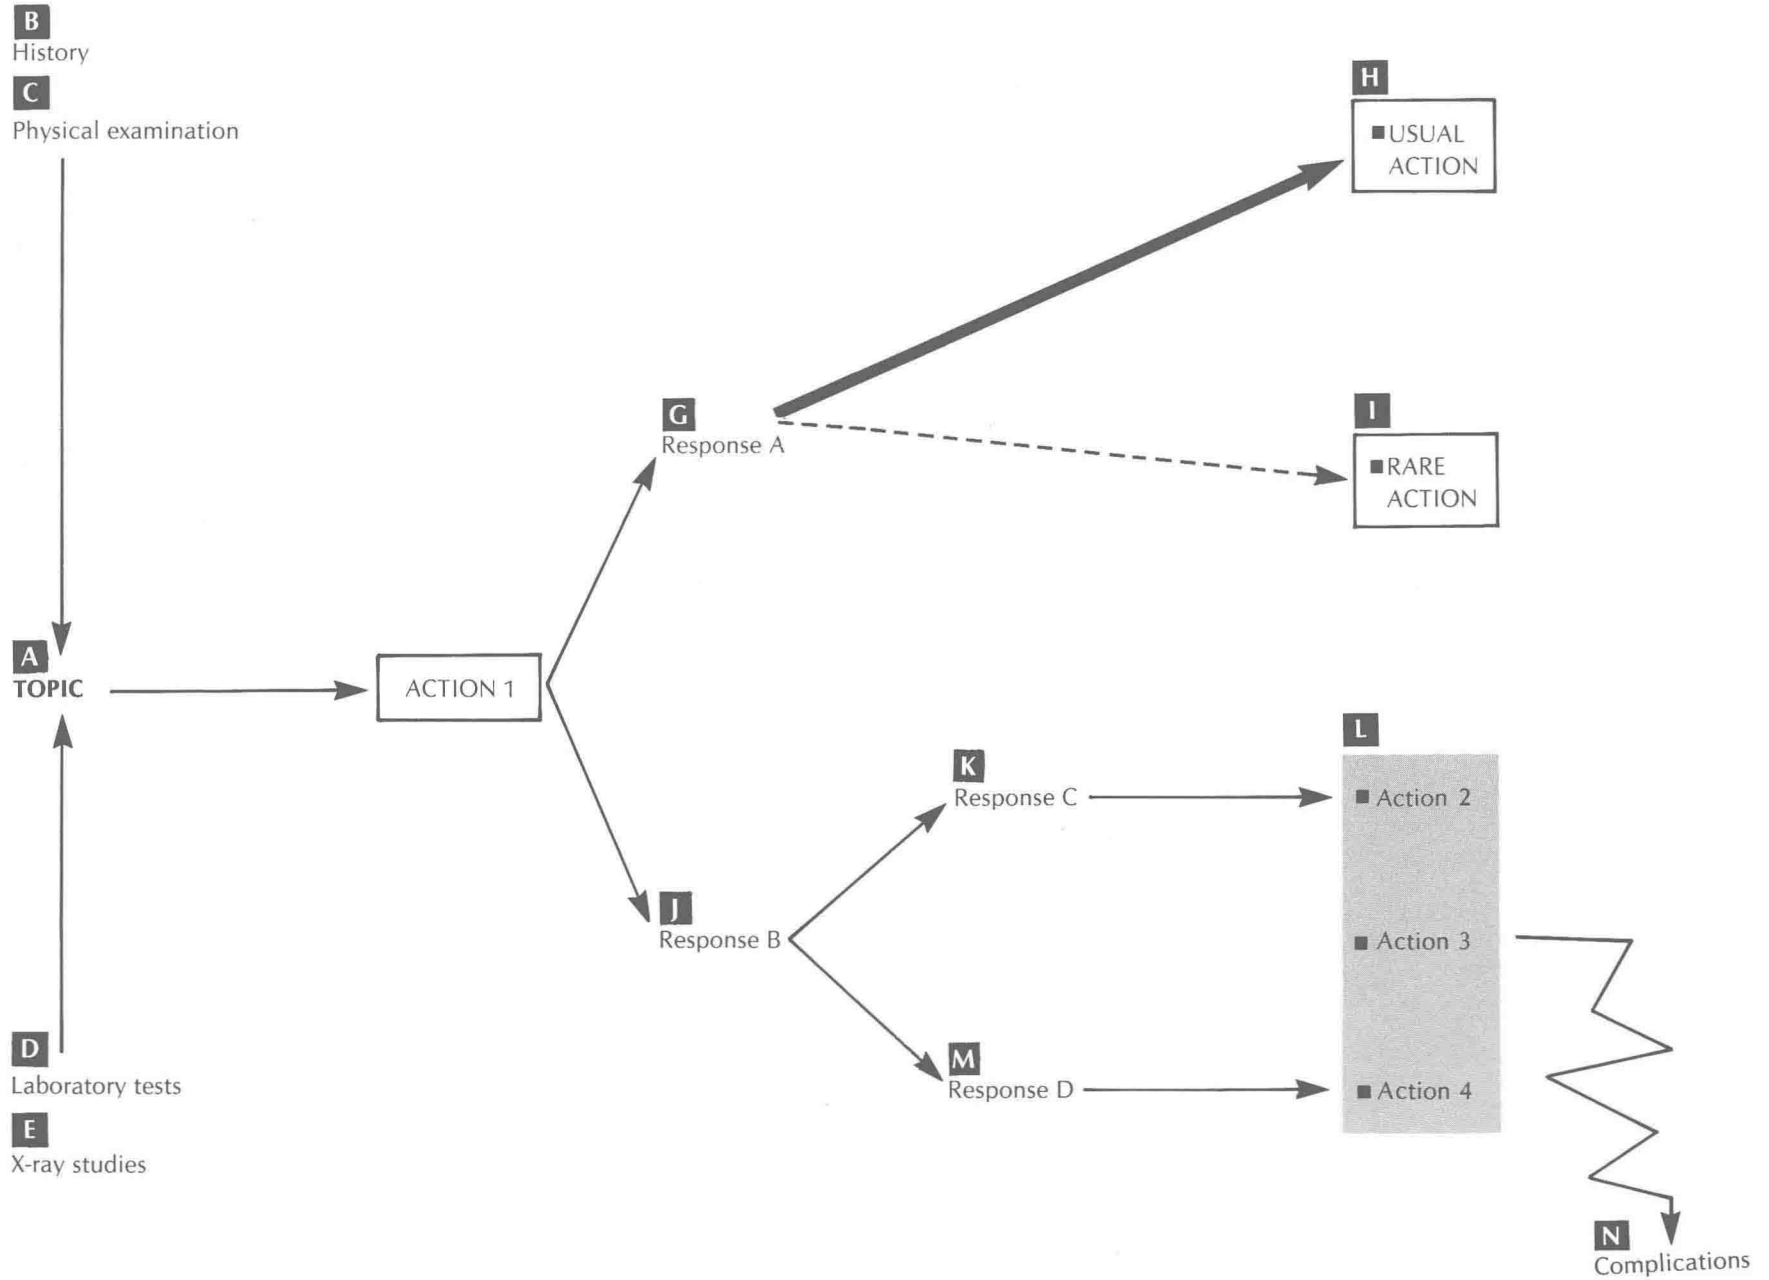 B
History
C
Physical examination
H
■ USUAL
ACTION
G
Response A
I
■ RARE
ACTION
A
TOPIC
ACTION 1
K
Response C
L
■ Action 2
J
Response B
■ Action 3
M
Response D
■ Action 4
D
Laboratory tests
E
X-ray studies
N
Complications